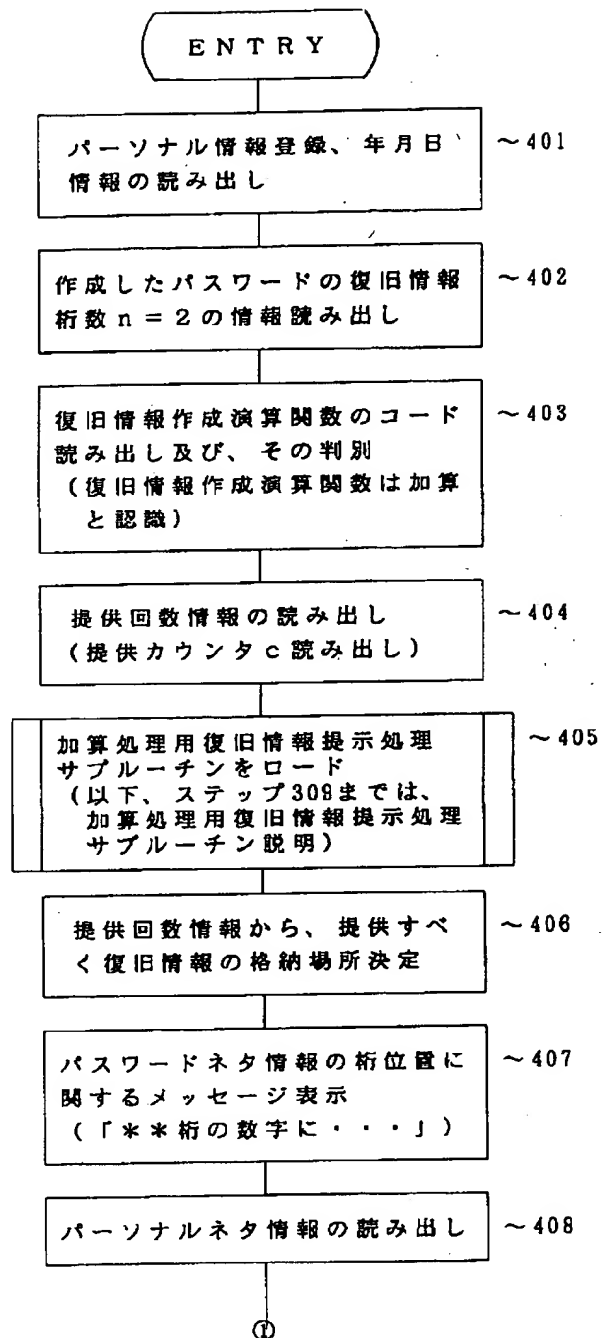 ENTRY
パーソナル情報登録、年月日
情報の読み出し
~401
作成したパスワードの復旧情報
桁数n=2の情報読み出し
~402
復旧情報作成演算関数のコード
読み出し及び、その判別
(復旧情報作成演算関数は加算
と認識)
~403
提供回数情報の読み出し
(提供カウンタc読み出し)
~404
加算処理用復旧情報提示処理
サブルーチンをロード
(以下、ステップ309までは、
加算処理用復旧情報提示処理
サブルーチン説明)
~405
提供回数情報から、提供すべ
く復旧情報の格納場所決定
~406
パスワードネタ情報の桁位置に
関するメッセージ表示
(「**桁の数字に・・・」)
~407
パーソナルネタ情報の読み出し
~408
①